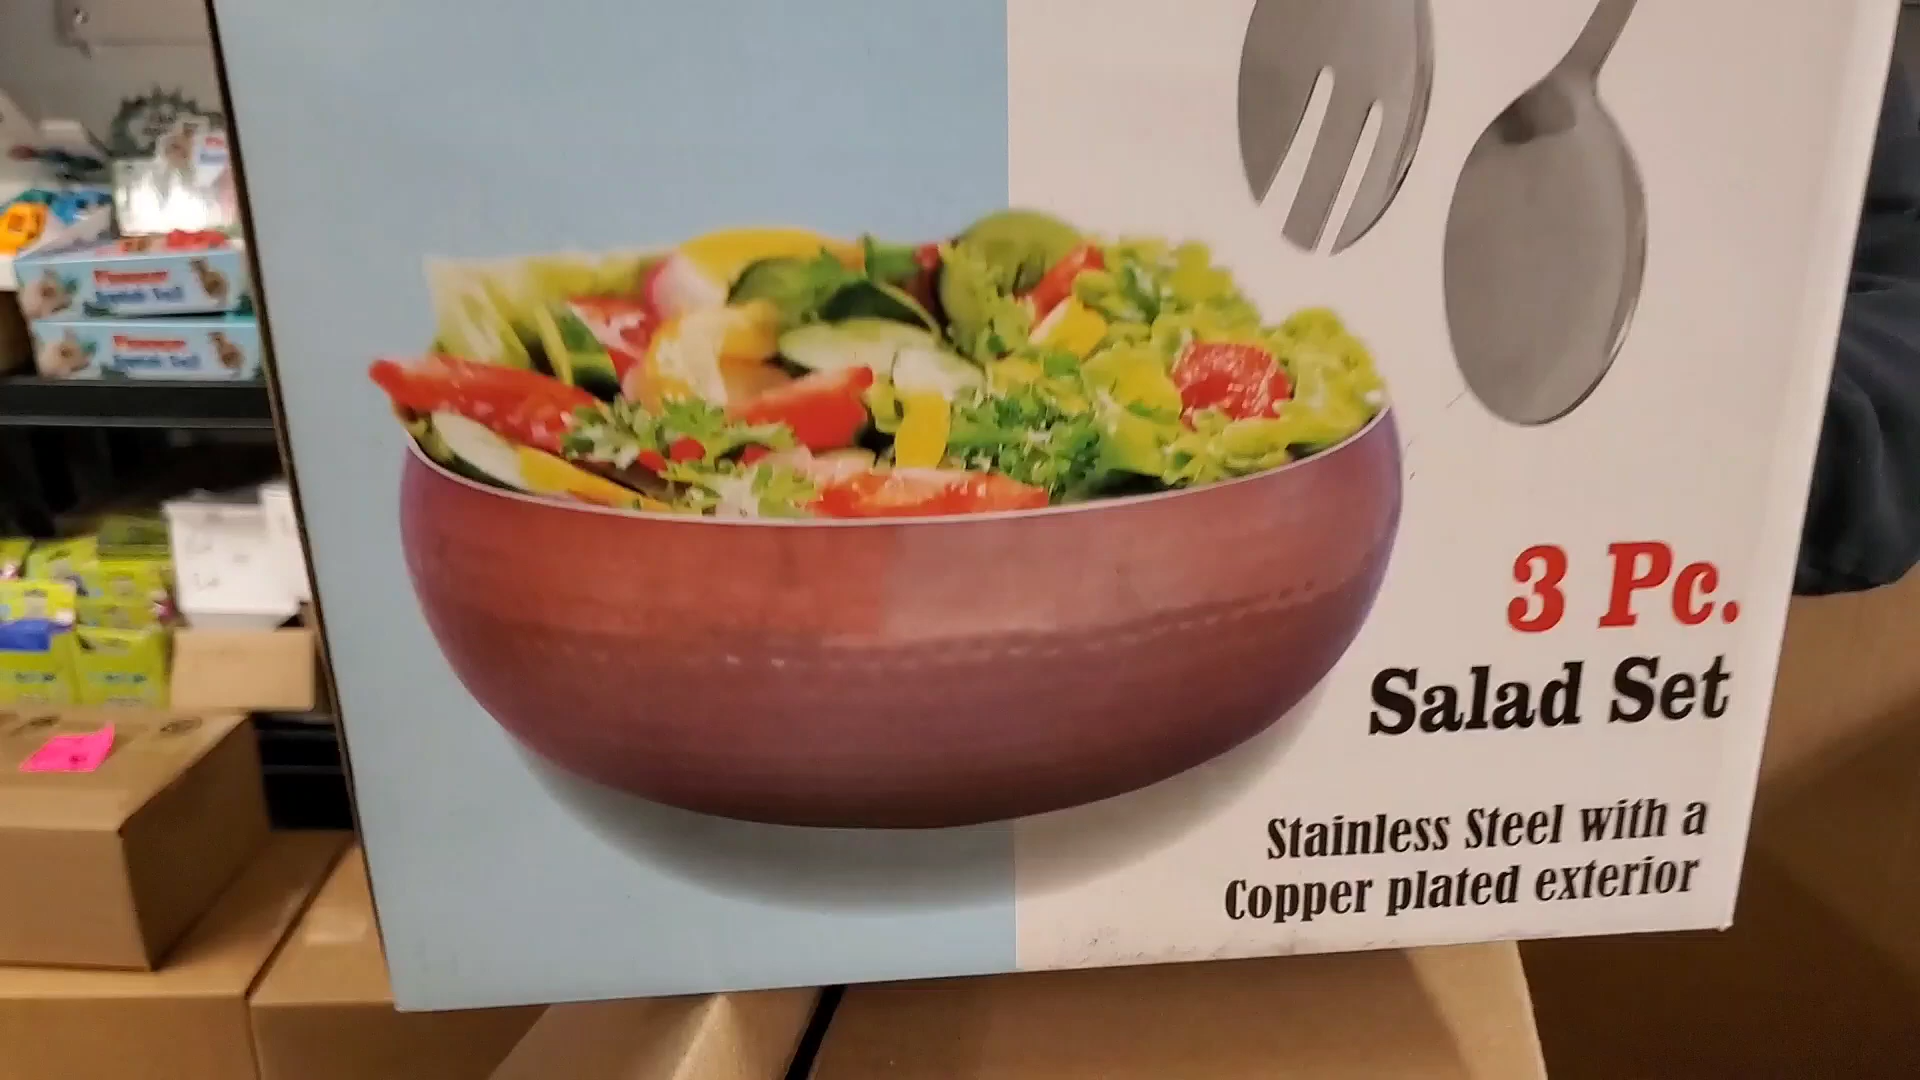 3 Pc.
Salad Set
Stainless Steel with a
Copper plated exterior